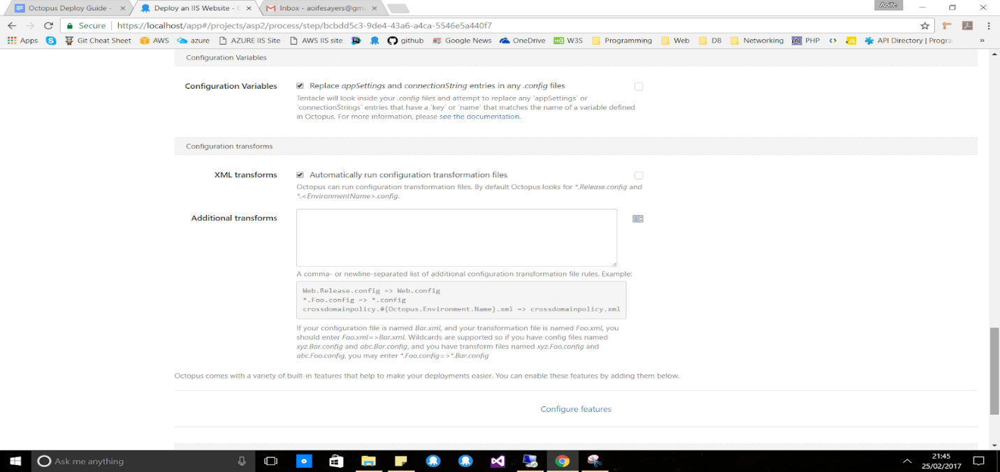 Octopus Deploy Guide -
Deploy an IIS Website -
Inbox - aoifesayers@gm
Aoife
Secure
https://localhost/app#/projects/asp2/process/step/bcbdd5c3-9de4-43a6-a4ca-5546e5a440f7
Apps
Git Cheat Sheet
AWS
azure
AZURE IIS Site
AWS IIS site
github
Google News
OneDrive
W3S
Programming
Web
DB
Networking
PHP
JS
API Directory | Progra
»
Configuration Variables
Configuration Variables
Replace appSettings and connectionString entries in any .config files
Tentacle will look inside your .config files and attempt to replace any `appSettings` or
`connectionStrings` entries that have a `key` or `name` that matches the name of a variable defined
in Octopus. For more information, please see the documentation.
Configuration transforms
XML transforms
Automatically run configuration transformation files
Octopus can run configuration transformation files. By default Octopus looks for *.Release.config and
*.<EnvironmentName>.config.
Additional transforms
A comma- or newline-separated list of additional configuration transformation file rules. Example:
Web.Release.config => Web.config
*.Foo.config => *.config
crossdomainpolicy.#{Octopus.Environment.Name}.xml => crossdomainpolicy.xml
If your configuration file is named Bar.xml, and your transformation file is named Foo.xml, you
should enter Foo.xml=>Bar.xml. Wildcards are supported so if you have config files named
xyz.Bar.config and abc.Bar.config, and you have transform files named xyz.Foo.config and
abc.Foo.config, you may enter *.Foo.config=>*.Bar.config
Octopus comes with a variety of built-in features that help to make your deployments easier. You can enable these features by adding them below.
Configure features
Ask me anything
21:45
25/02/2017